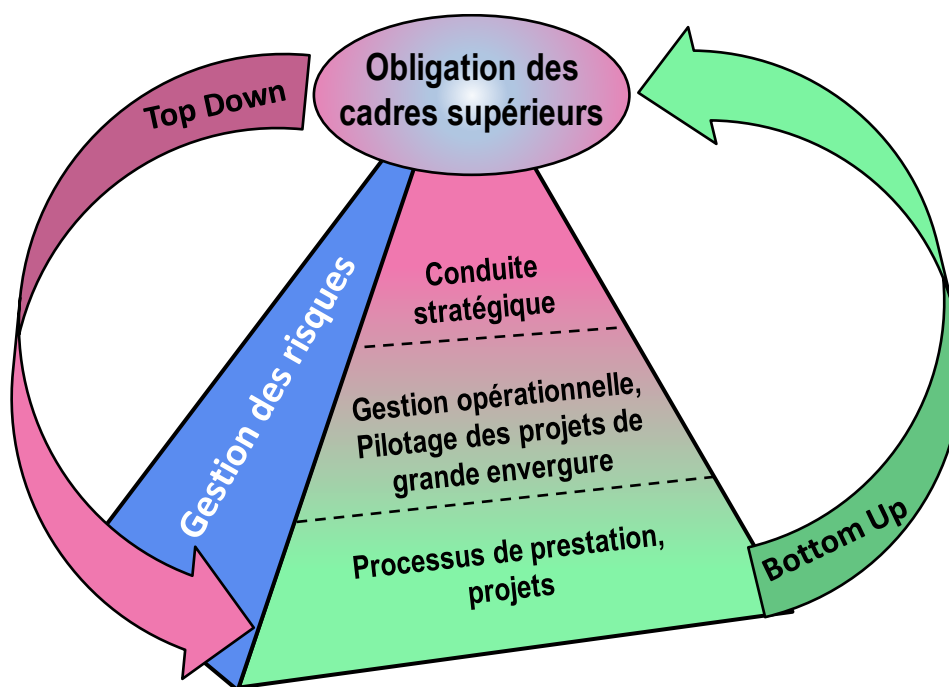 Obligation des
cadres supérieurs
Top Down
Conduite
stratégique
Gestion des risques
Gestion opérationnelle,
Pilotage des projets de
grande envergure
Processus de prestation,
projets
Bottom Up